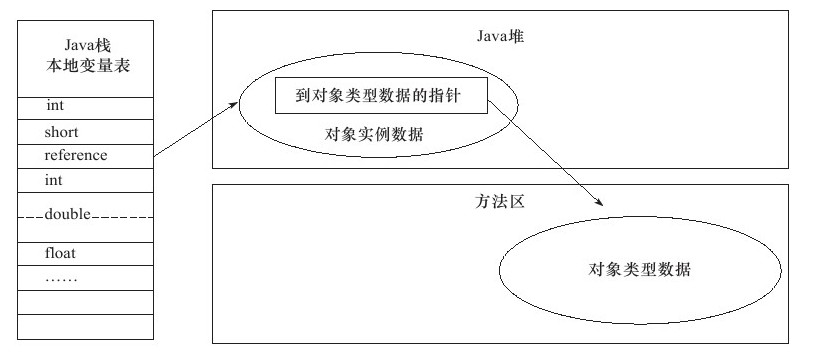 Java栈
本地变量表
int
short
reference
int
double
float
……
Java堆
到对象类型数据的指针
对象实例数据
方法区
对象类型数据